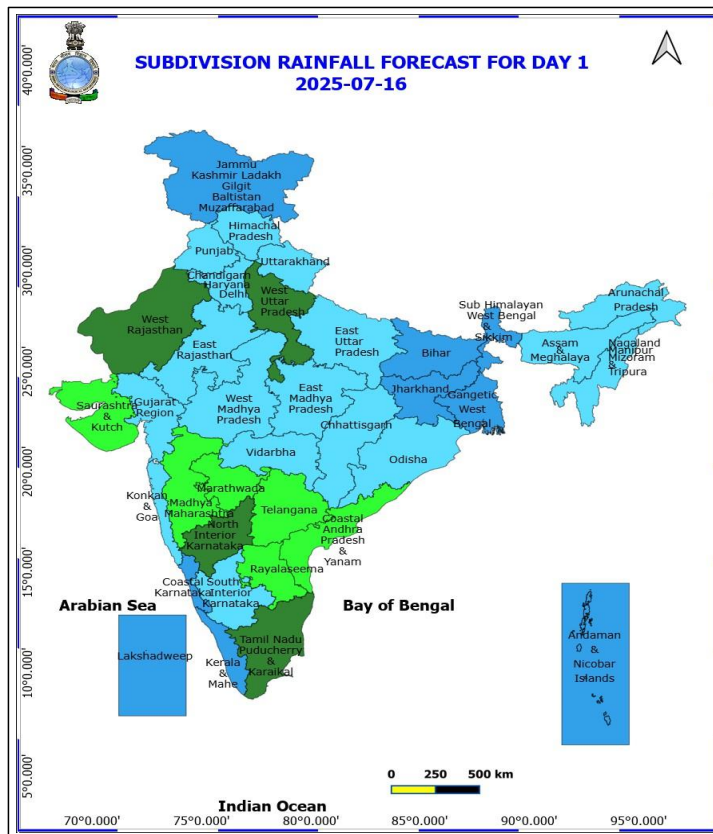 SUBDIVISION RAINFALL FORECAST FOR DAY 1
2025-07-16
40°0.000'
35°0.000'
30°0.000'
25°0.000'
20°0.000'
15°0.000'
10°0.000'
5°0.000'
Jammu
Kashmir Ladakh
Gilgit
Baltistan
Muzaffarabad
Himachal
Pradesh
Punjab
Uttarakhand
Chandigarh
Haryana
Delhi
West
Uttar
Pradesh
West
Rajasthan
East
Rajasthan
East
Uttar
Pradesh
Sub Himalayan
West Bengal
&
Sikkim
Arunachal
Pradesh
Assam
&
Meghalaya
Nagaland
Manipur
Mizoram
&
Tripura
Bihar
Jharkhand
Gangetic
West
Bengal
Saurashtra
&
Kutch
Gujarat
Region
West
Madhya
Pradesh
East
Madhya
Pradesh
Chhattisgarh
Vidarbha
Odisha
Konkan
&
Goa
Madhya
Maharashtra
Marathwada
Telangana
North
Interior
Karnataka
Coastal
Andhra
Pradesh
&
Yanam
Rayalaseema
Coastal
Karnataka
South
Interior
Karnataka
Arabian Sea
Bay of Bengal
Lakshadweep
Kerala
&
Mahe
Tamil Nadu
Puducherry
&
Karaikal
Andaman
&
Nicobar
Islands
0 250 500 km
Indian Ocean
70°0.000' 75°0.000' 80°0.000' 85°0.000' 90°0.000' 95°0.000'